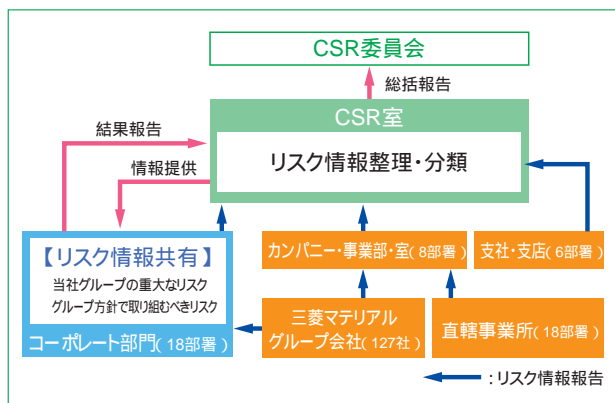 CSR委員会
総括報告
CSR室
結果報告
リスク情報整理・分類
情報提供
【リスク情報共有】
当社グループの重大なリスク
グループ方針で取り組むべきリスク
コーポレート部門(18部署)
カンパニー・事業部・室(8部署)
支社・支店(6部署)
三菱マテリアル
グループ会社(127社)
直轄事業所(18部署)
:リスク情報報告